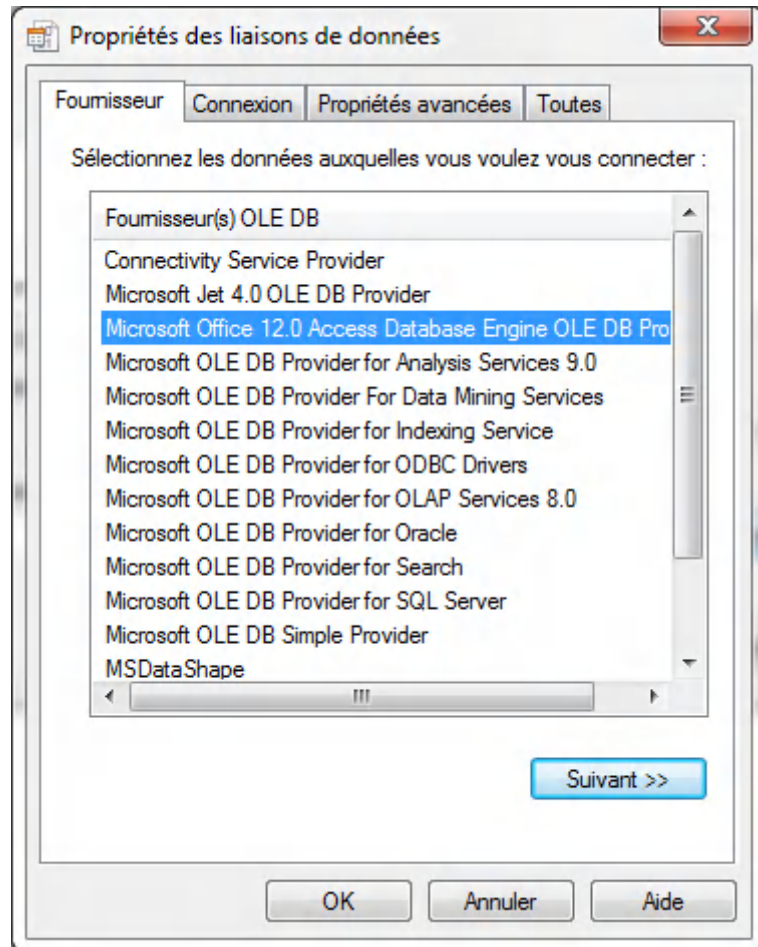 Propriétés des liaisons de données
Fournisseur Connexion Propriétés avancées Toutes
Sélectionnez les données auxquelles vous voulez vous connecter :
Fournisseur(s) OLE DB
Connectivity Service Provider
Microsoft Jet 4.0 OLE DB Provider
Microsoft Office 12.0 Access Database Engine OLE DB Pro
Microsoft OLE DB Provider for Analysis Services 9.0
Microsoft OLE DB Provider For Data Mining Services
Microsoft OLE DB Provider for Indexing Service
Microsoft OLE DB Provider for ODBC Drivers
Microsoft OLE DB Provider for OLAP Services 8.0
Microsoft OLE DB Provider for Oracle
Microsoft OLE DB Provider for Search
Microsoft OLE DB Provider for SQL Server
Microsoft OLE DB Simple Provider
MSDataShape
Suivant >>
OK Annuler Aide